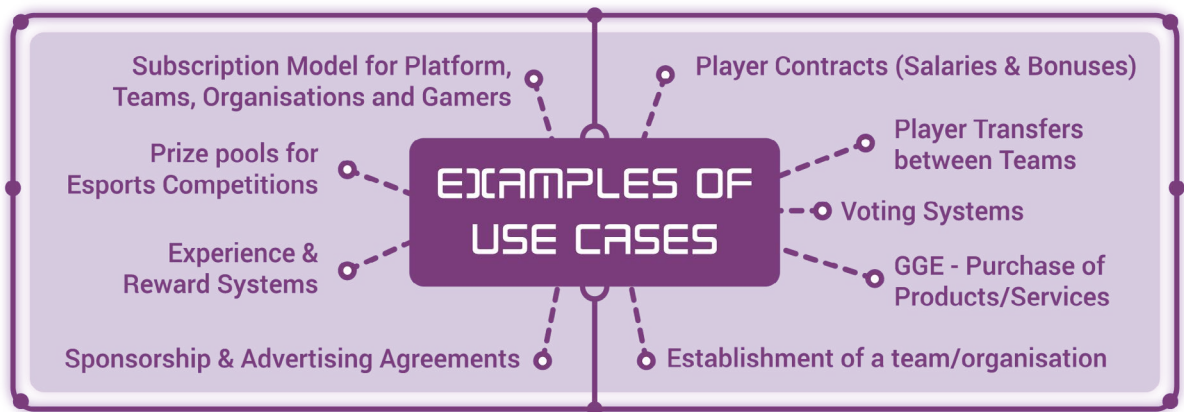 Subscription Model for Platform,
Teams, Organisations and Gamers
Prize pools for
Esports Competitions
Experience &
Reward Systems
Sponsorship & Advertising Agreements
EXAMPLES OF
USE CASES
Player Contracts (Salaries & Bonuses)
Player Transfers
between Teams
Voting Systems
GGE - Purchase of
Products/Services
Establishment of a team/organisation